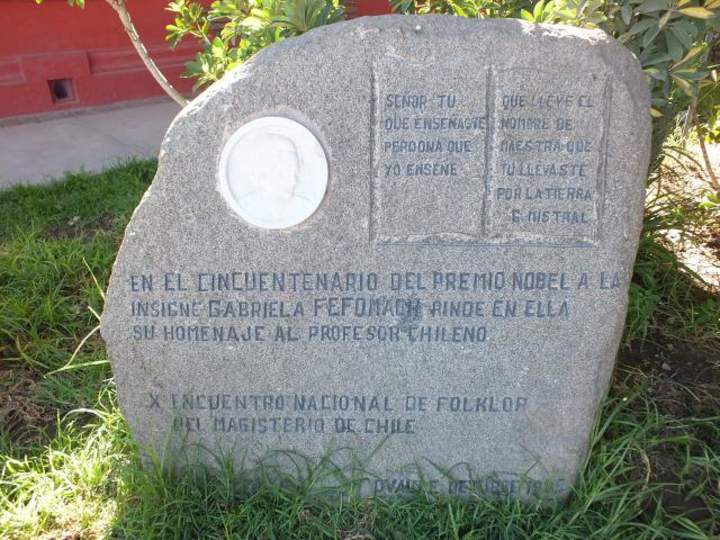 SEÑOR TU
QUE ENSEÑASTE
PERDONA QUE
YO ENSEÑE
QUE LLEVE EL
NOMBRE DE
MAESTRA QUE
TU LLEVASTE
POR LA TIERRA
G. MISTRAL
EN EL CINCUENTENARIO DEL PREMIO NOBEL A LA
INSIGNE GABRIELA FEFOMACH RINDE EN ELLA
SU HOMENAJE AL PROFESOR CHILENO
X ENCUENTRO NACIONAL DE FOLKLOR
DEL MAGISTERIO DE CHILE